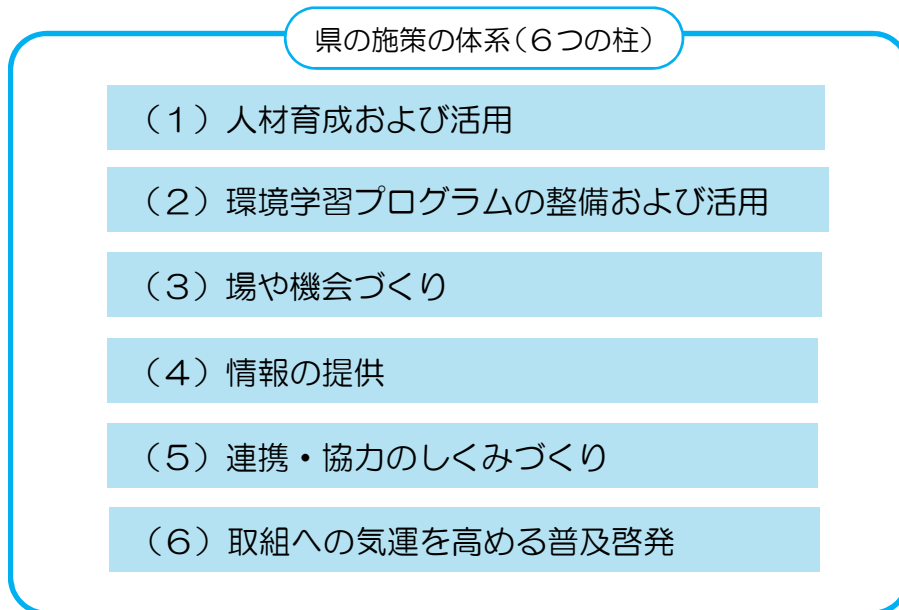 県の施策の体系（６つの柱）
（１）人材育成および活用
（２）環境学習プログラムの整備および活用
（３）場や機会づくり
（４）情報の提供
（５）連携・協力のしくみづくり
（６）取組への気運を高める普及啓発